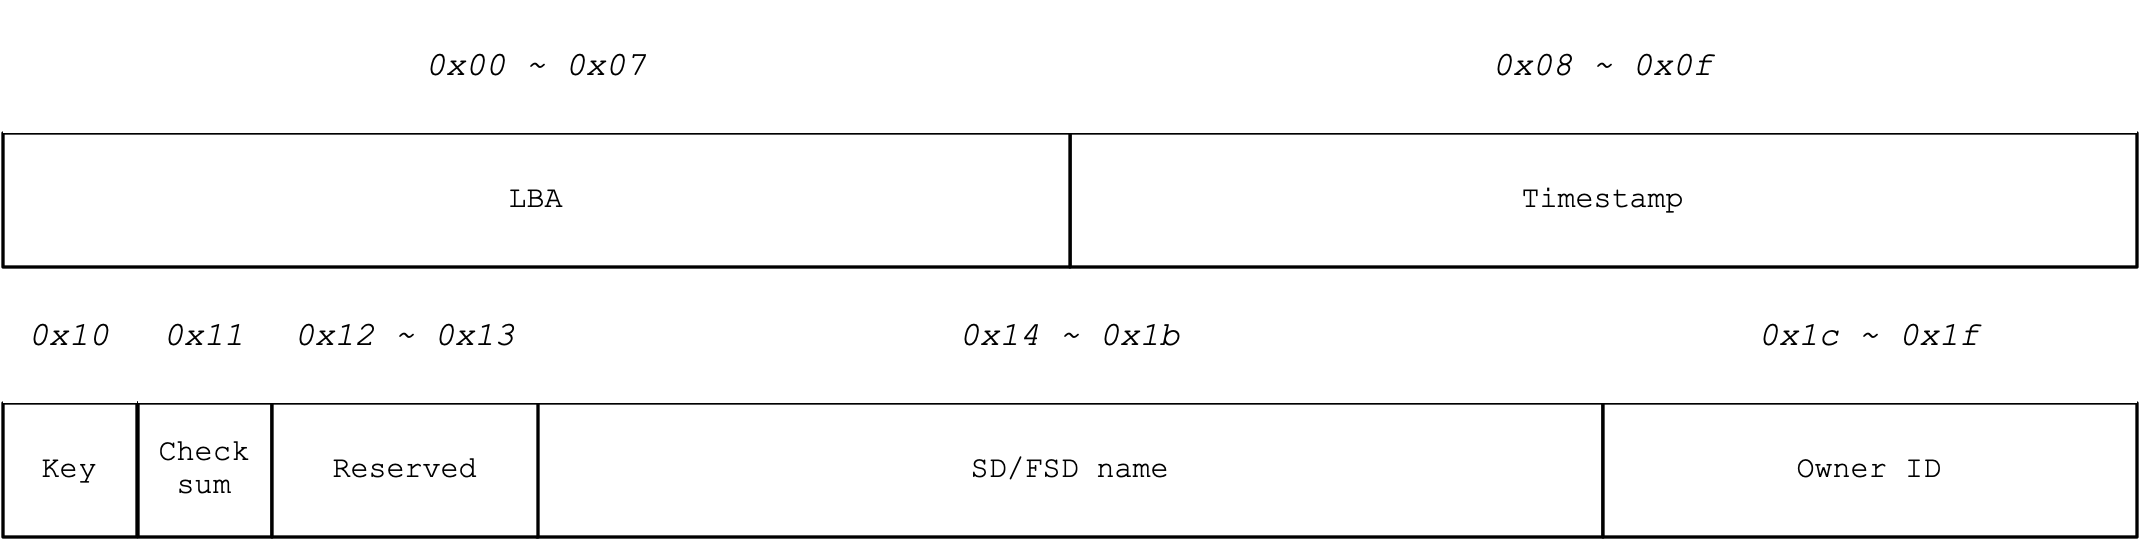 0x00 ~ 0x07 0x08 ~ 0x0f
LBA Timestamp
0x10 0x11 0x12 ~ 0x13 0x14 ~ 0x1b 0x1c ~ 0x1f
Key Check sum Reserved SD/FSD name Owner ID